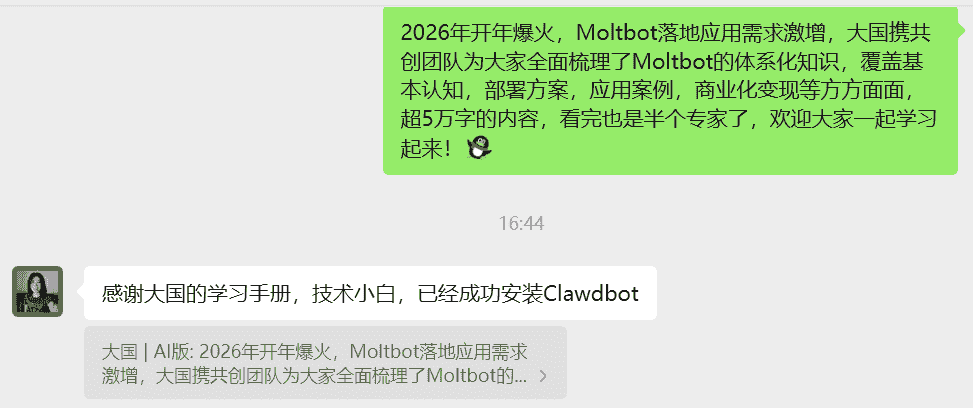 2026年开年爆火，Moltbot落地应用需求激增，大国携共
创团队为大家全面梳理了Moltbot的体系化知识，覆盖基
本认知，部署方案，应用案例，商业化变现等方方面面，
超5万字的内容，看完也是半个专家了，欢迎大家一起学习
起来！
16:44
感谢大国的学习手册，技术小白，已经成功安装Clawdbot
大国 | AI版: 2026年开年爆火，Moltbot落地应用需求
激增，大国携共创团队为大家全面梳理了Moltbot的...